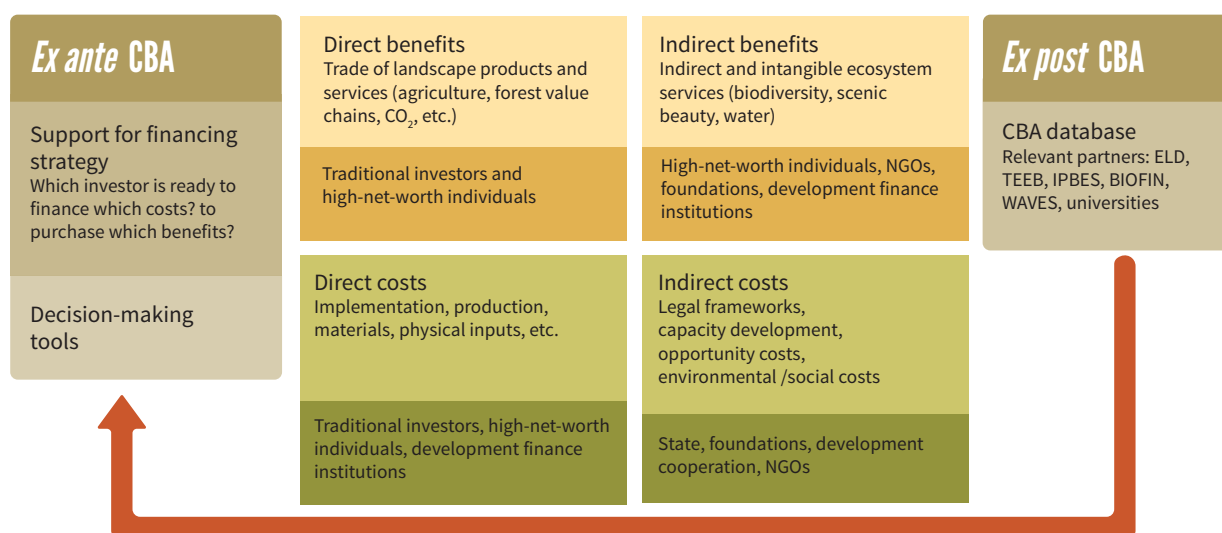 Ex ante CBA
Support for financing
strategy
Which investor is ready to
finance which costs? to
purchase which benefits?
Decision-making
tools
Direct benefits
Trade of landscape products and
services (agriculture, forest value
chains, CO2, etc.)
Traditional investors and
high-net-worth individuals
Indirect benefits
Indirect and intangible ecosystem
services (biodiversity, scenic
beauty, water)
High-net-worth individuals, NGOs,
foundations, development finance
institutions
Direct costs
Implementation, production,
materials, physical inputs, etc.
Traditional investors, high-net-worth
individuals, development finance
institutions
Indirect costs
Legal frameworks,
capacity development,
opportunity costs,
environmental /social costs
State, foundations, development
cooperation, NGOs
Ex post CBA
CBA database
Relevant partners: ELD,
TEEB, IPBES, BIOFIN,
WAVES, universities